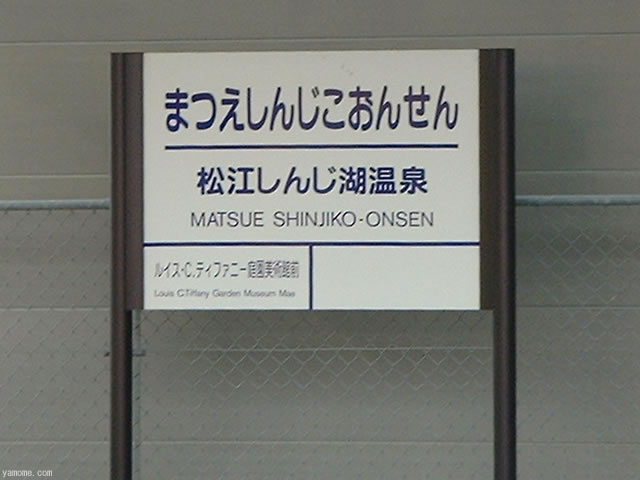 まつえしんじこおんせん
松江しんじ湖温泉
MATSUE SHINJIKO-ONSEN
ルイス・C.ティファニー庭園美術館前
Louis C.Tiffany Garden Museum Mae
yamome.com